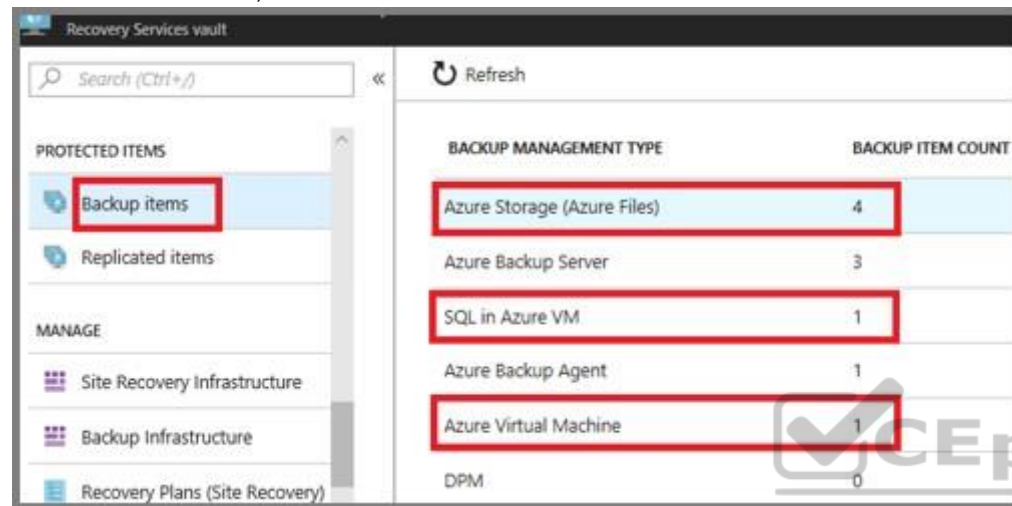 Recovery Services vault
Search (Ctrl+/)
«
Refresh
PROTECTED ITEMS
Backup items
Replicated items
MANAGE
Site Recovery Infrastructure
Backup Infrastructure
Recovery Plans (Site Recovery)
BACKUP MANAGEMENT TYPE BACKUP ITEM COUNT
Azure Storage (Azure Files) 4
Azure Backup Server 3
SQL in Azure VM 1
Azure Backup Agent 1
Azure Virtual Machine 1
DPM 0
CEp